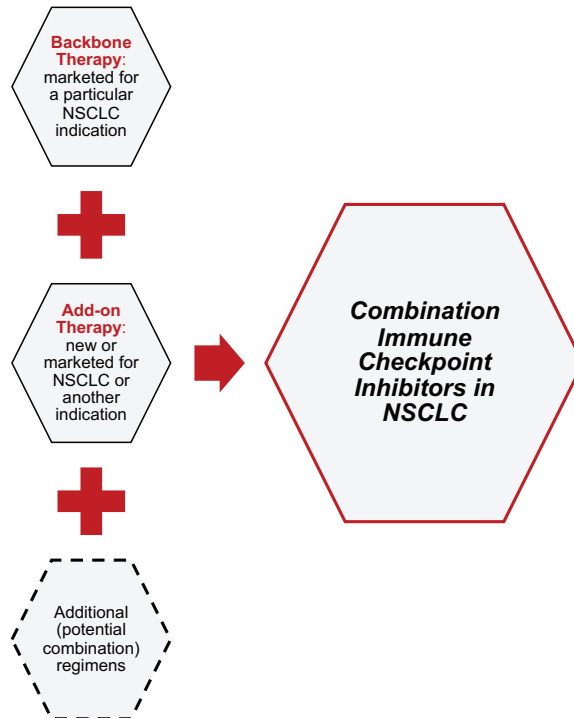 Backbone
Therapy:
marketed for
a particular
NSCLC
indication
Add-on
Therapy:
new or
marketed for
NSCLC or
another
indication
Combination
Immune
Checkpoint
Inhibitors in
NSCLC
Additional
(potential
combination)
regimens